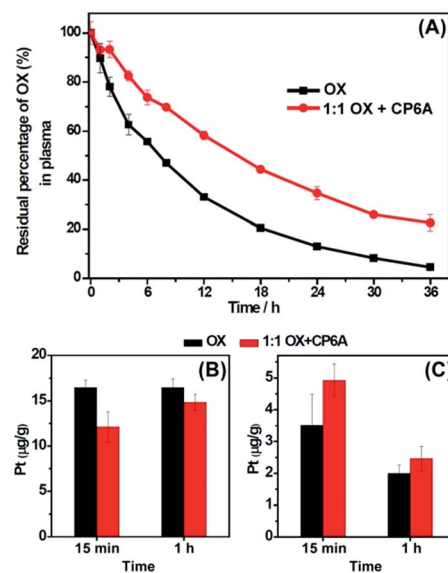 (A)
Residual percentage of OX (%)
in plasma
100
80
60
40
20
0
OX
1:1 OX + CP6A
0 6 12 18 24 30 36
Time / h
OX 1:1 OX+CP6A
(B)
Pt (μg/g)
20
15
10
5
0
15 min 1 h
Time
(C)
Pt (μg/g)
5
4
3
2
1
0
15 min 1 h
Time